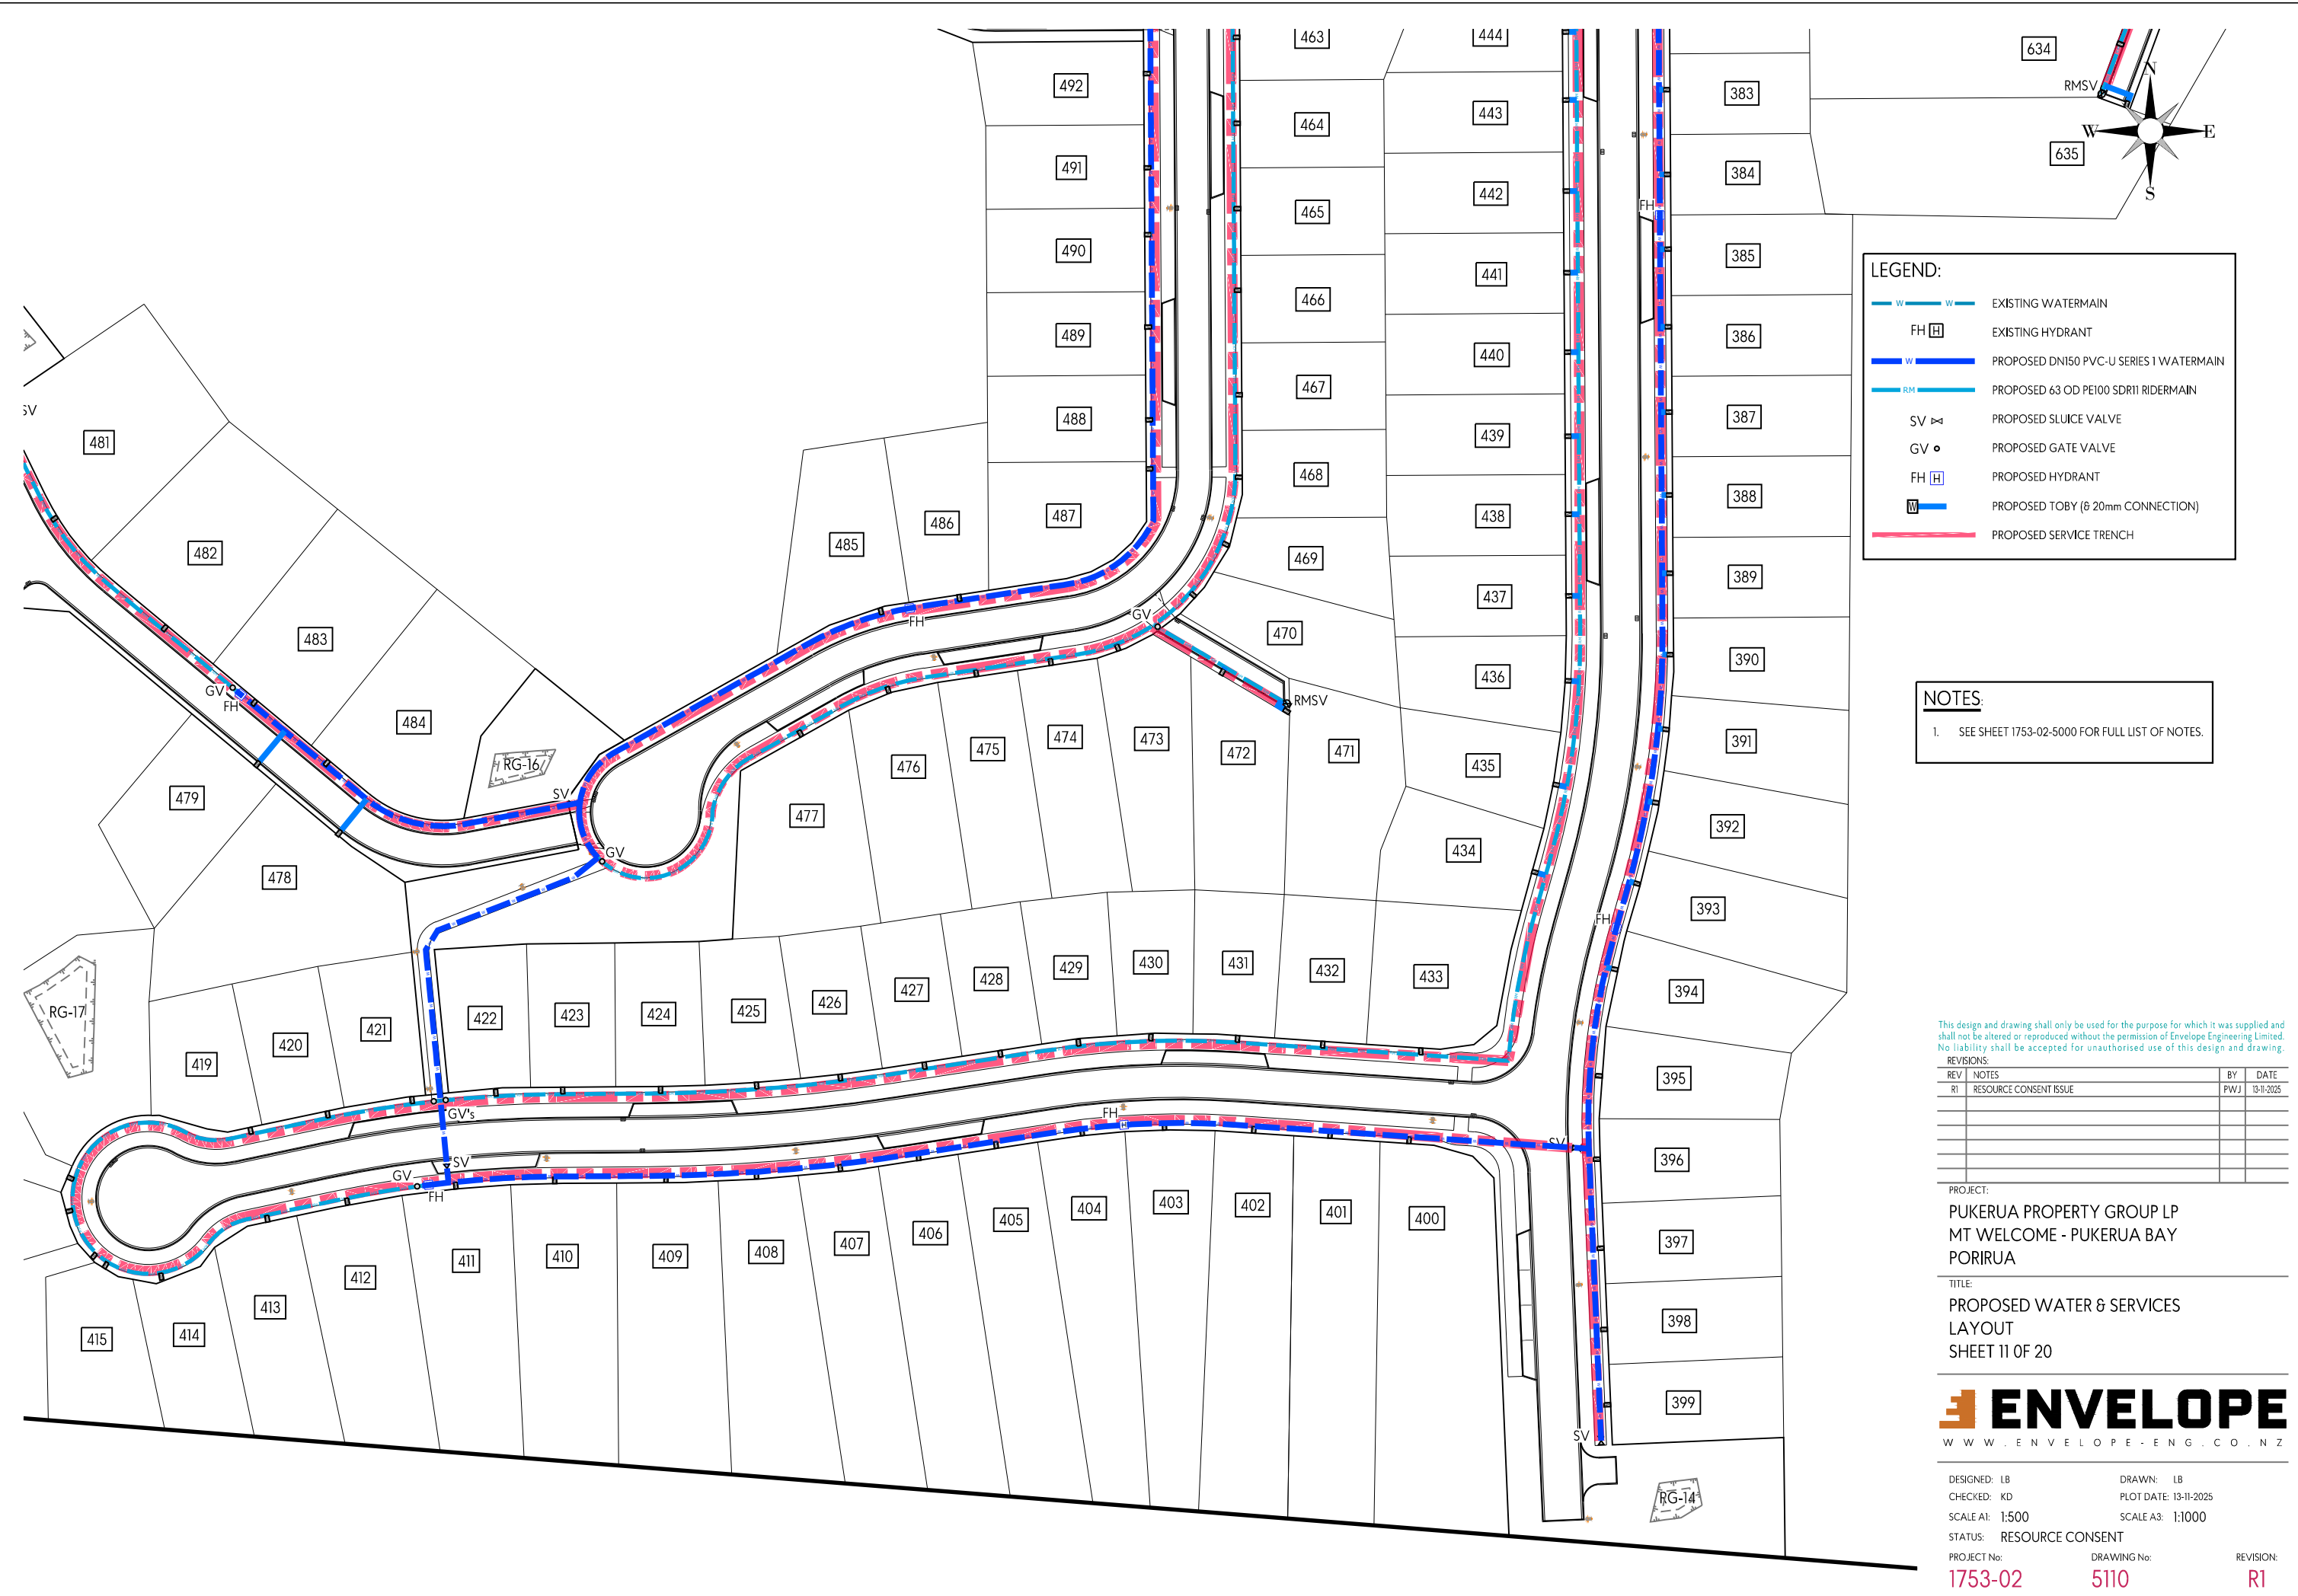 463
444
634
492
383
RMSV
N
464
443
W
E
635
491
384
442
S
465
FH
490
385
441
LEGEND:
W W EXISTING WATERMAIN
FH H EXISTING HYDRANT
W PROPOSED DN150 PVC-U SERIES 1 WATERMAIN
RM PROPOSED 63 OD PE100 SDR11 RIDERMAIN
SV PROPOSED SLUICE VALVE
GV PROPOSED GATE VALVE
FH H PROPOSED HYDRANT
W PROPOSED TOBY (& 20mm CONNECTION)
PROPOSED SERVICE TRENCH
466
489
386
440
467
SV
488
387
481
439
468
388
487
486
438
485
482
469
389
437
GV
FH
470
483
390
436
GV
FH
RMSV
NOTES:
1. SEE SHEET 1753-02-5000 FOR FULL LIST OF NOTES.
484
474
473
475
472
471
391
476
435
RG-16
479
SV
477
392
434
GV
478
393
FH
430
431
429
432
433
428
427
394
426
RG-17
425
424
423
422
421
420
419
395
This design and drawing shall only be used for the purpose for which it was supplied and
shall not be altered or reproduced without the permission of Envelope Engineering Limited.
No liability shall be accepted for unauthorised use of this design and drawing.
REVISIONS:
REV NOTES BY DATE
R1 RESOURCE CONSENT ISSUE PWJ 13-11-2025
GV's
FH
H
SV
SV
GV
FH
396
403
402
404
401
400
405
406
407
408
409
410
411
412
413
414
415
397
398
399
SV
RG-14
PROJECT:
PUKERUA PROPERTY GROUP LP
MT WELCOME - PUKERUA BAY
PORIRUA
TITLE:
PROPOSED WATER & SERVICES
LAYOUT
SHEET 11 OF 20
ENVELOPE
WWW.ENVELOPE-ENG.CO.NZ
DESIGNED: LB DRAWN: LB
CHECKED: KD PLOT DATE: 13-11-2025
SCALE A1: 1:500 SCALE A3: 1:1000
STATUS: RESOURCE CONSENT
PROJECT No: DRAWING No: REVISION:
1753-02 5110 R1